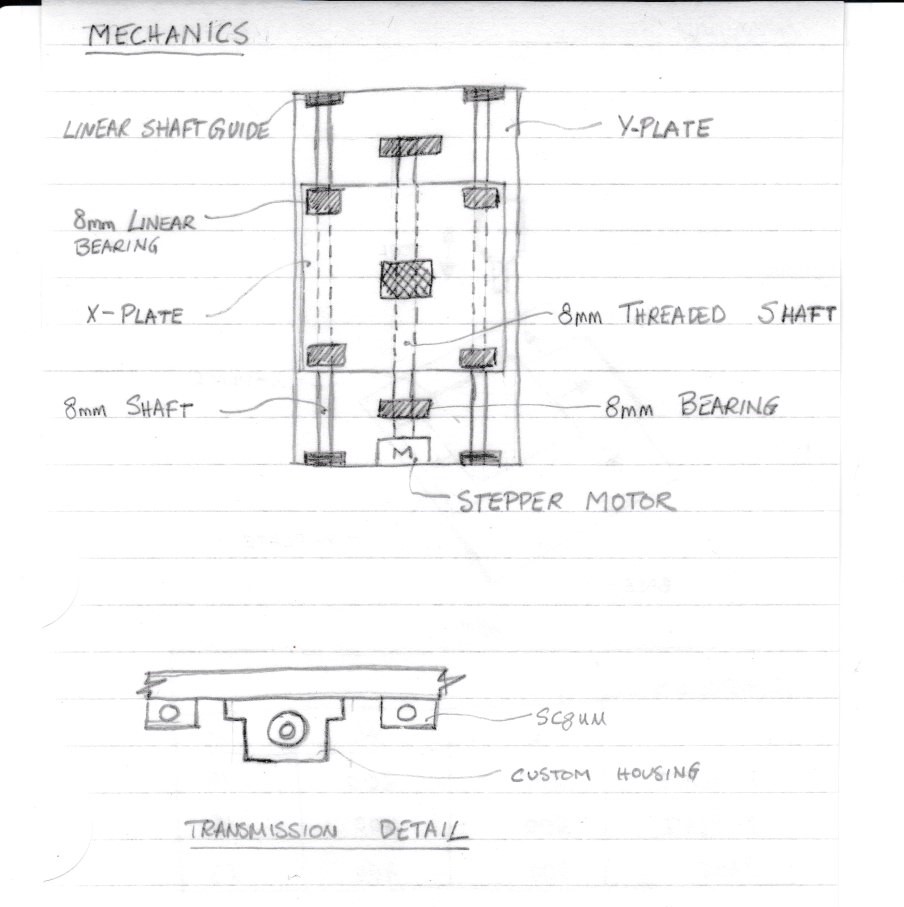 MECHANICS
LINEAR SHAFT GUIDE
Y-PLATE
8mm LINEAR
BEARING
X-PLATE
8mm THREADED SHAFT
8mm SHAFT
8mm BEARING
M
STEPPER MOTOR
SC8UU
CUSTOM HOUSING
TRANSMISSION DETAIL